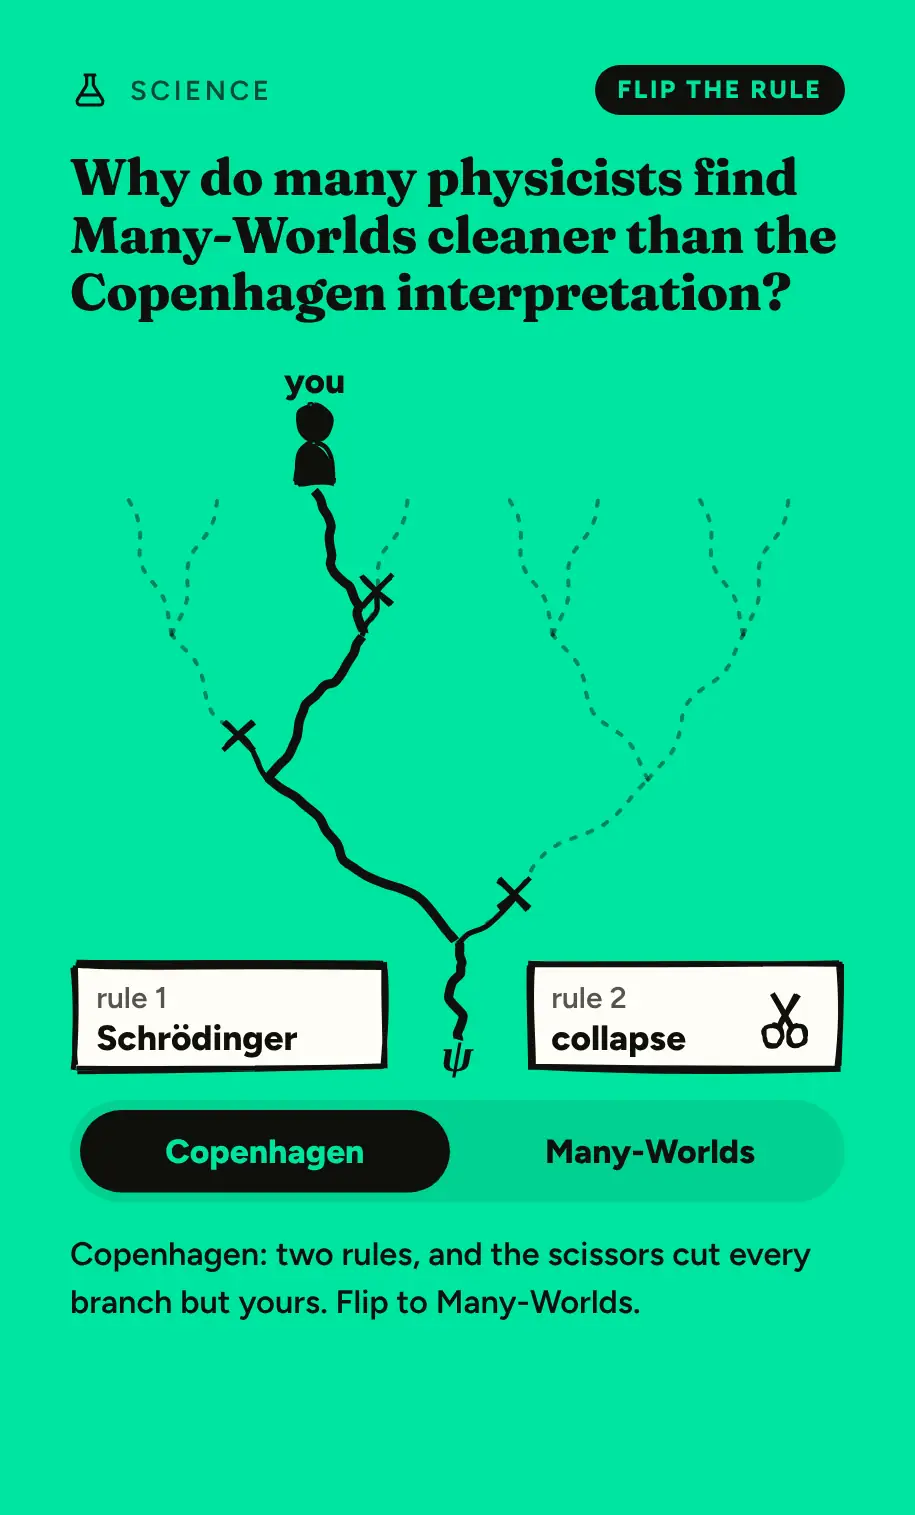 SCIENCE
FLIP THE RULE
Why do many physicists find
Many-Worlds cleaner than the
Copenhagen interpretation?
you
rule 1
Schrödinger
rule 2
collapse
ψ
Copenhagen
Many-Worlds
Copenhagen: two rules, and the scissors cut every
branch but yours. Flip to Many-Worlds.